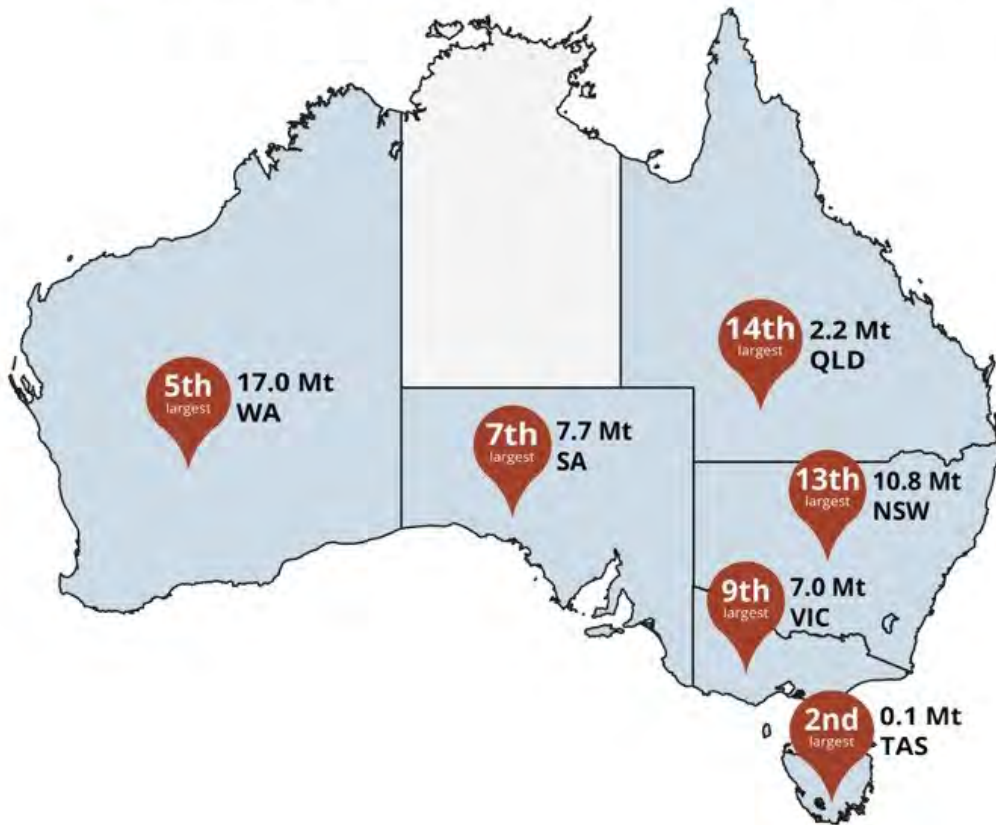 14th
largest
2.2 Mt
QLD
5th
largest
17.0 Mt
WA
7th
largest
7.7 Mt
SA
13th
largest
10.8 Mt
NSW
9th
largest
7.0 Mt
VIC
2nd
largest
0.1 Mt
TAS